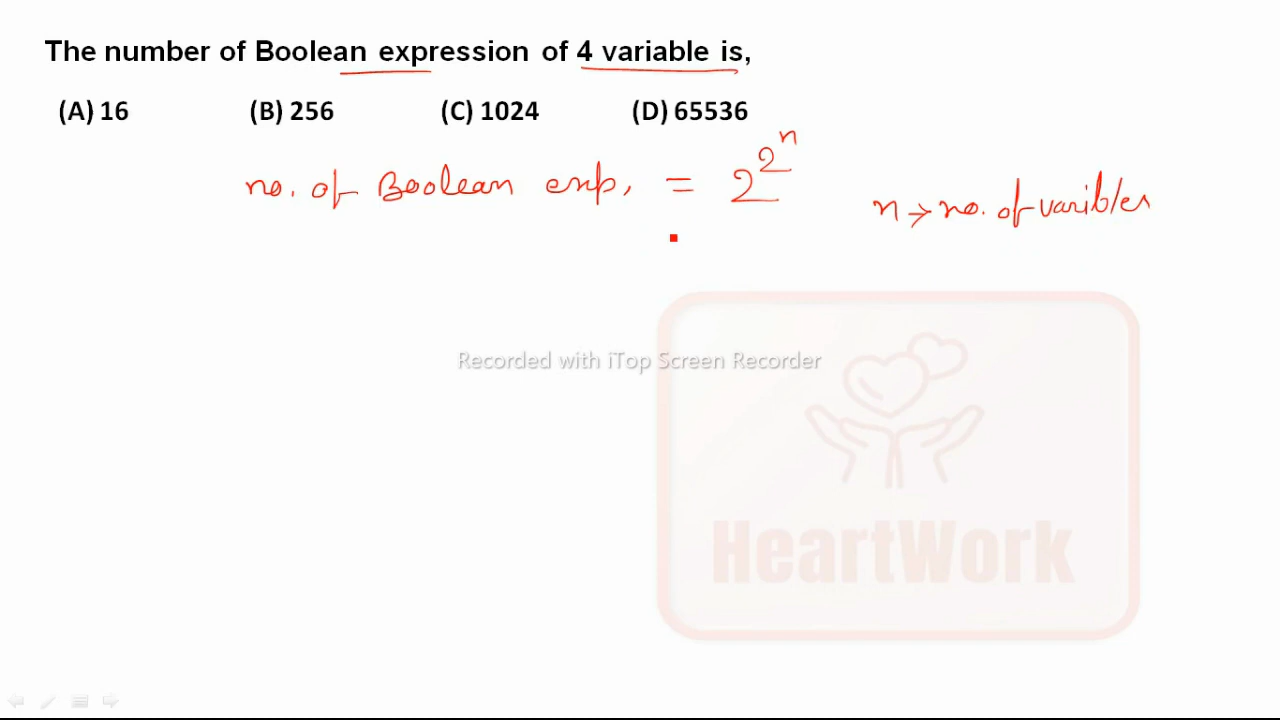 The number of Boolean expression of 4 variable is,
(A) 16 (B) 256 (C) 1024 (D) 65536
no. of Boolean exp. = 2^2^n
n → no. of varibles
Recorded with iTop Screen Recorder
HeartWork